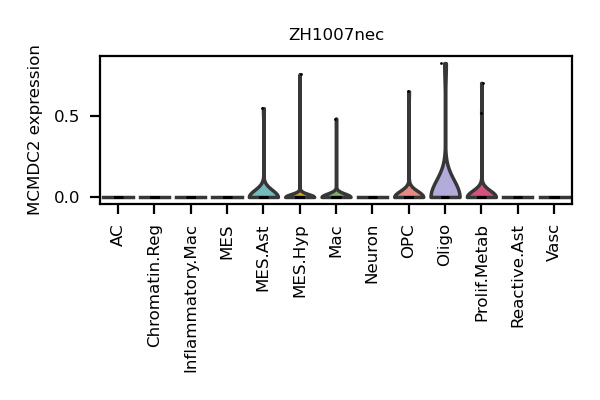 ZH1007nec
MCMDC2 expression
0.5
0.0
AC
Chromatin.Reg
Inflammatory.Mac
MES
MES.Ast
MES.Hyp
Mac
Neuron
OPC
Oligo
Prolif.Metab
Reactive.Ast
Vasc